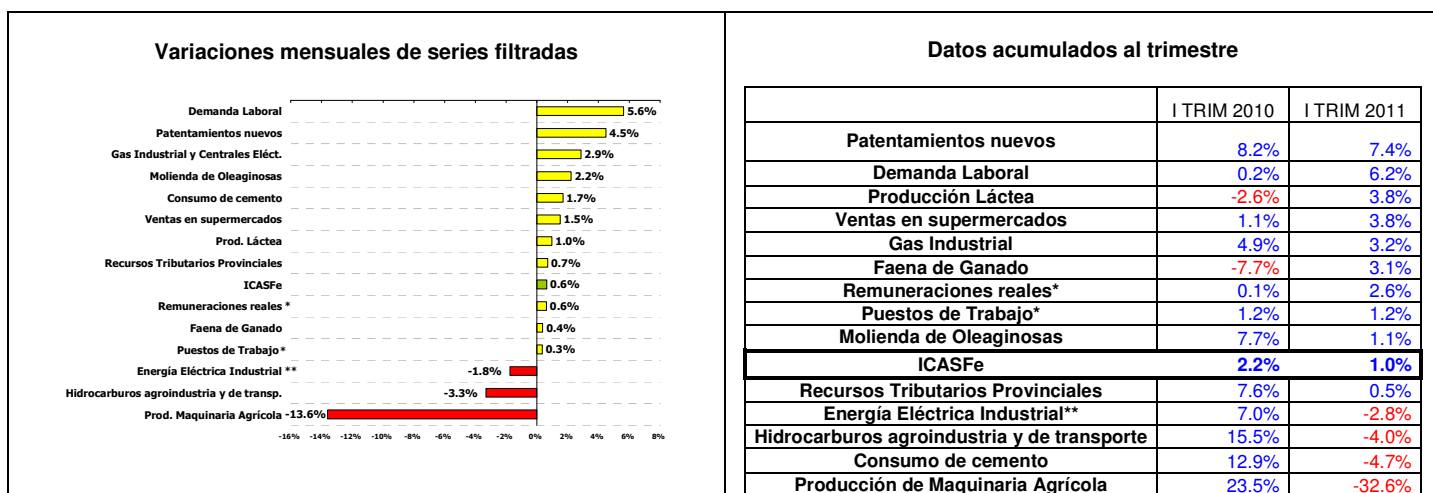 Variaciones mensuales de series filtradas
Demanda Laboral 5.6%
Patentamientos nuevos 4.5%
Gas Industrial y Centrales Eléct. 2.9%
Molienda de Oleaginosas 2.2%
Consumo de cemento 1.7%
Ventas en supermercados 1.5%
Prod. Láctea 1.0%
Recursos Tributarios Provinciales 0.7%
ICASFe 0.6%
Remuneraciones reales * 0.6%
Faena de Ganado 0.4%
Puestos de Trabajo* 0.3%
Energía Eléctrica Industrial ** -1.8%
Hidrocarburos agroindustria y de transp. -3.3%
Prod. Maquinaria Agrícola -13.6%
-16% -14% -12% -10% -8% -6% -4% -2% 0% 2% 4% 6% 8%
Datos acumulados al trimestre
I TRIM 2010 I TRIM 2011
Patentamientos nuevos 8.2% 7.4%
Demanda Laboral 0.2% 6.2%
Producción Láctea -2.6% 3.8%
Ventas en supermercados 1.1% 3.8%
Gas Industrial 4.9% 3.2%
Faena de Ganado -7.7% 3.1%
Remuneraciones reales* 0.1% 2.6%
Puestos de Trabajo* 1.2% 1.2%
Molienda de Oleaginosas 7.7% 1.1%
ICASFe 2.2% 1.0%
Recursos Tributarios Provinciales 7.6% 0.5%
Energía Eléctrica Industrial** 7.0% -2.8%
Hidrocarburos agroindustria y de transporte 15.5% -4.0%
Consumo de cemento 12.9% -4.7%
Producción de Maquinaria Agrícola 23.5% -32.6%